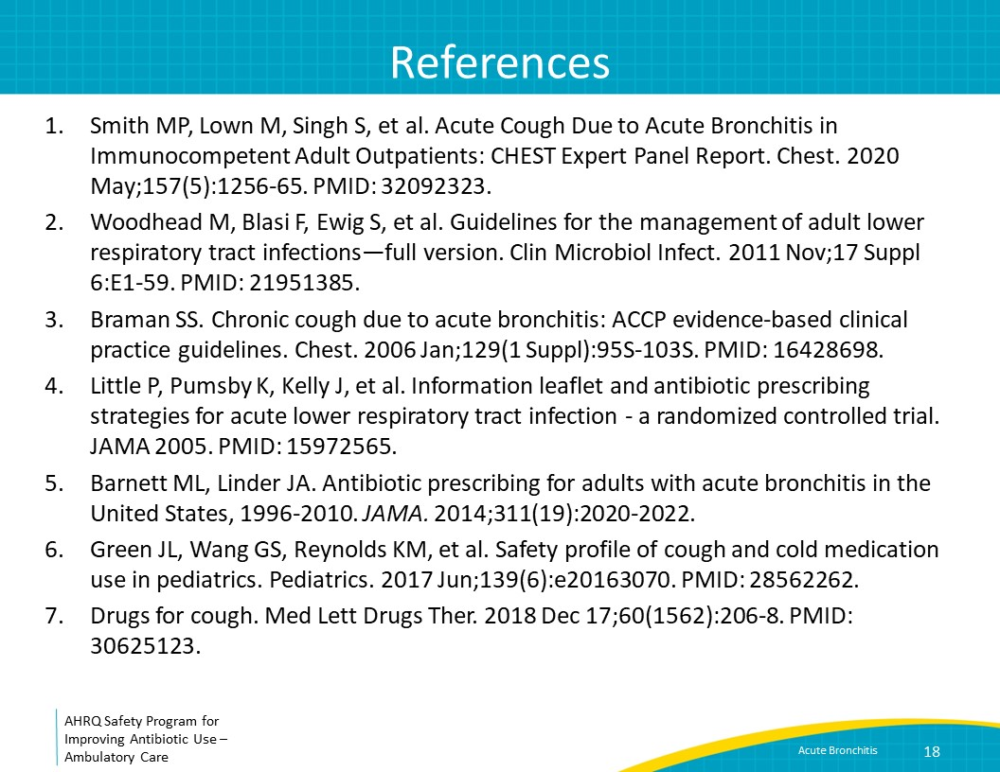 References
1. Smith MP, Lown M, Singh S, et al. Acute Cough Due to Acute Bronchitis in
Immunocompetent Adult Outpatients: CHEST Expert Panel Report. Chest. 2020
May;157(5):1256-65. PMID: 32092323.
2. Woodhead M, Blasi F, Ewig S, et al. Guidelines for the management of adult lower
respiratory tract infections—full version. Clin Microbiol Infect. 2011 Nov;17 Suppl
6:E1-59. PMID: 21951385.
3. Braman SS. Chronic cough due to acute bronchitis: ACCP evidence-based clinical
practice guidelines. Chest. 2006 Jan;129(1 Suppl):95S-103S. PMID: 16428698.
4. Little P, Pumsby K, Kelly J, et al. Information leaflet and antibiotic prescribing
strategies for acute lower respiratory tract infection - a randomized controlled trial.
JAMA 2005. PMID: 15972565.
5. Barnett ML, Linder JA. Antibiotic prescribing for adults with acute bronchitis in the
United States, 1996-2010. JAMA. 2014;311(19):2020-2022.
6. Green JL, Wang GS, Reynolds KM, et al. Safety profile of cough and cold medication
use in pediatrics. Pediatrics. 2017 Jun;139(6):e20163070. PMID: 28562262.
7. Drugs for cough. Med Lett Drugs Ther. 2018 Dec 17;60(1562):206-8. PMID:
30625123.
AHRQ Safety Program for
Improving Antibiotic Use –
Ambulatory Care
Acute Bronchitis
18